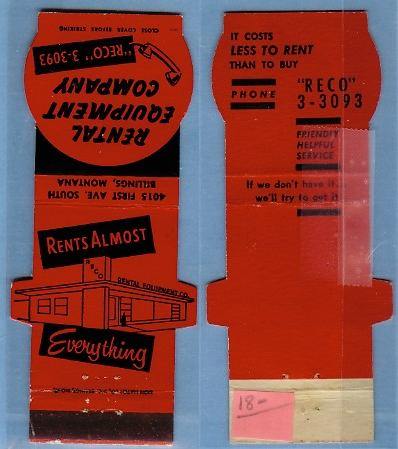 CLOSE COVER BEFORE STRIKING
"RECO" 3-3093
RENTAL
EQUIPMENT
COMPANY
4015 FIRST AVE. SOUTH
BILLINGS, MONTANA
RENTS ALMOST
RECO
RENTAL EQUIPMENT CO.
Everything
IT COSTS
LESS TO RENT
THAN TO BUY
PHONE
"RECO"
3-3093
FRIENDLY
HELPFUL
SERVICE
If we don't have it
we'll try to get it
18-